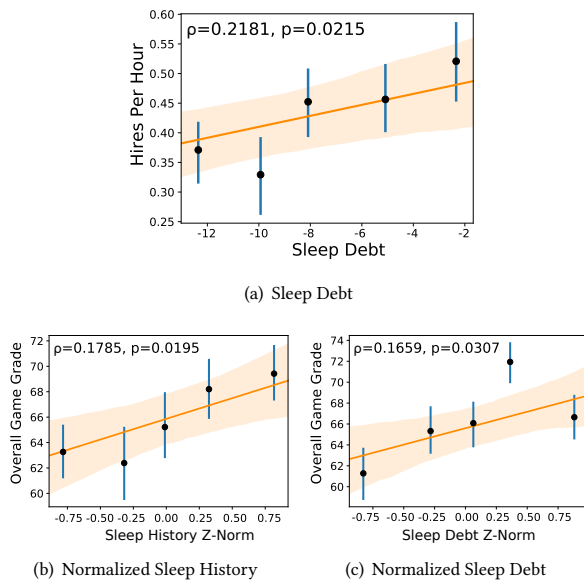 ρ=0.2181, p=0.0215
Hires Per Hour
0.60
0.55
0.50
0.45
0.40
0.35
0.30
0.25
-12 -10 -8 -6 -4 -2
Sleep Debt
(a) Sleep Debt
ρ=0.1785, p=0.0195
Overall Game Grade
72
70
68
66
64
62
60
-0.75 -0.50 -0.25 0.00 0.25 0.50 0.75
Sleep History Z-Norm
(b) Normalized Sleep History
ρ=0.1659, p=0.0307
Overall Game Grade
74
72
70
68
66
64
62
60
-0.75 -0.50 -0.25 0.00 0.25 0.50 0.75
Sleep Debt Z-Norm
(c) Normalized Sleep Debt